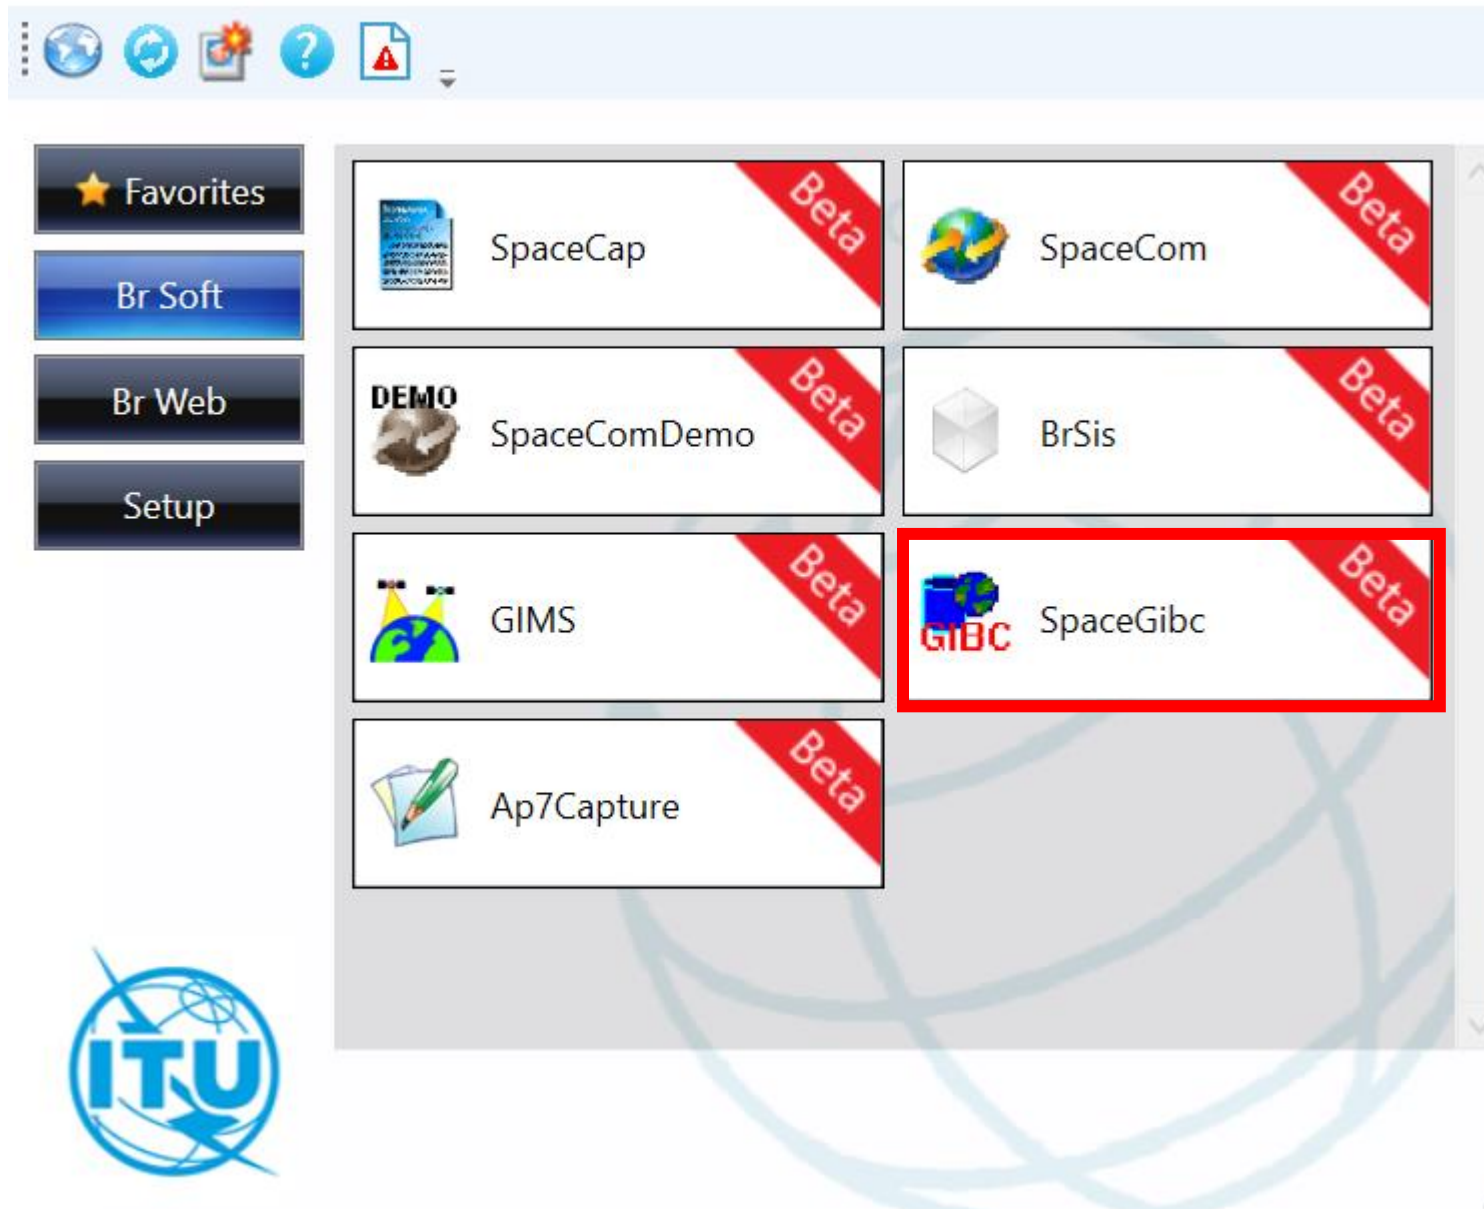 Favorites
Br Soft
Br Web
Setup
SpaceCap
Beta
SpaceCom
Beta
DEMO
SpaceComDemo
Beta
BrSis
Beta
GIMS
Beta
GIBC
SpaceGibc
Beta
Ap7Capture
Beta
ITU